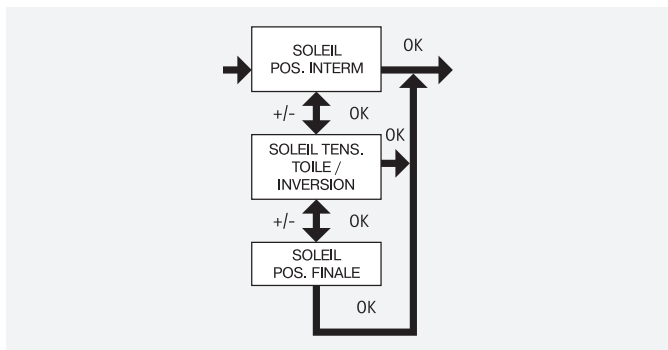 SOLEIL
POS. INTERM
OK
+/- OK
OK
SOLEIL TENS.
TOILE /
INVERSION
+/- OK
SOLEIL
POS. FINALE
OK